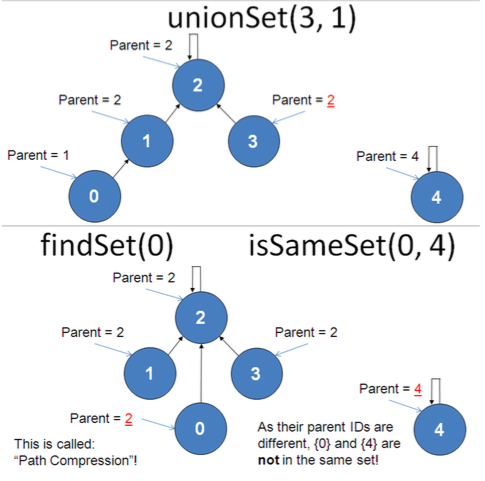 unionSet(3, 1)
Parent = 2
2
Parent = 2
Parent = 2
1
3
Parent = 1
Parent = 4
0
4
findSet(0)
isSameSet(0, 4)
Parent = 2
2
Parent = 2
Parent = 2
1
3
Parent = 4
Parent = 2
0
4
This is called:
“Path Compression”!
As their parent IDs are
different, {0} and {4} are
not in the same set!